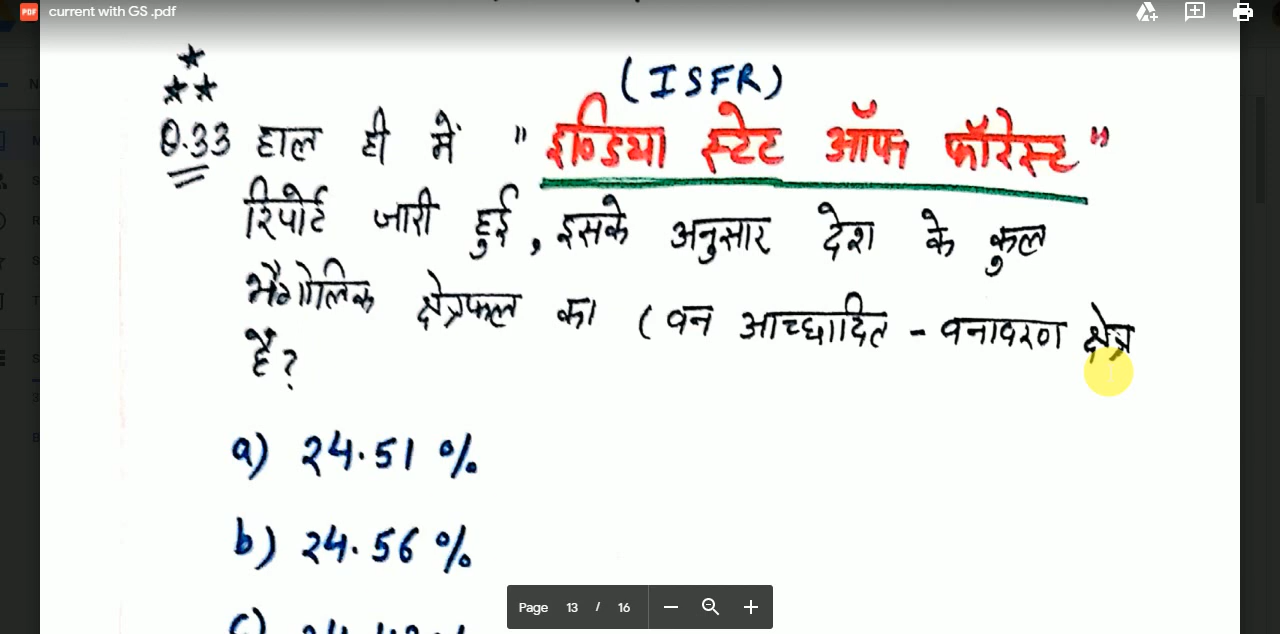 current with GS .pdf
(ISFR)
Q.33 हाल ही में "इण्डिया स्टेट ऑफ फॉरेस्ट"
रिपोर्ट जारी हुई, इसके अनुसार देश के कुल
भौगोलिक क्षेत्रफल का (वन आच्छादित - वनावरण क्षेत्र
है?
a) 24.51 %
b) 24.56 %
c)
Page 13 / 16